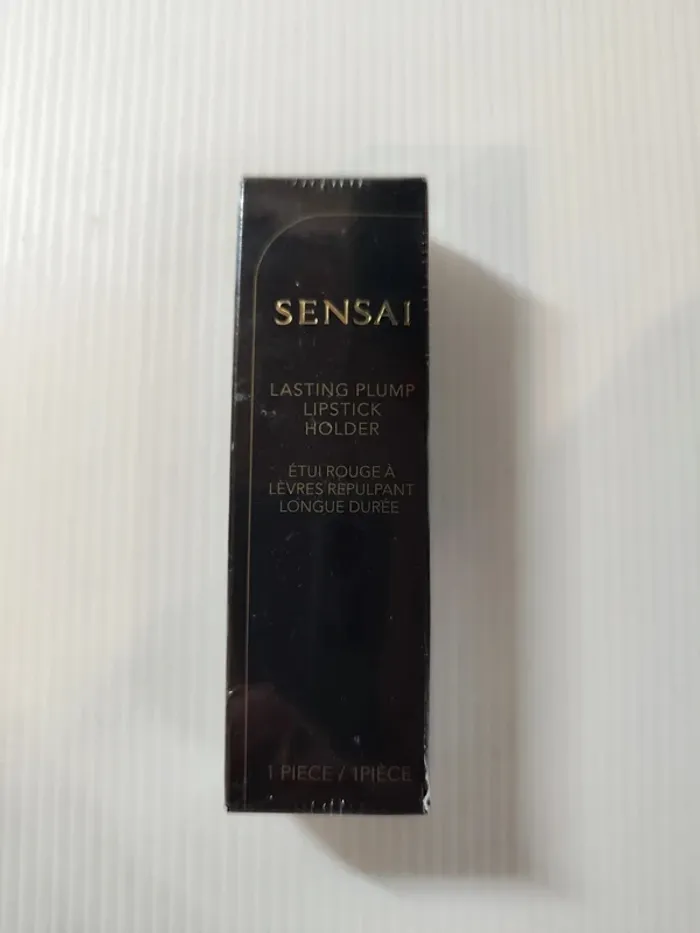 SENSAI
LASTING PLUMP
LIPSTICK
HOLDER
ÉTUI ROUGE À
LÈVRES REPULPANT
LONGUE DURÉE
1 PIECE / 1PIÈCE